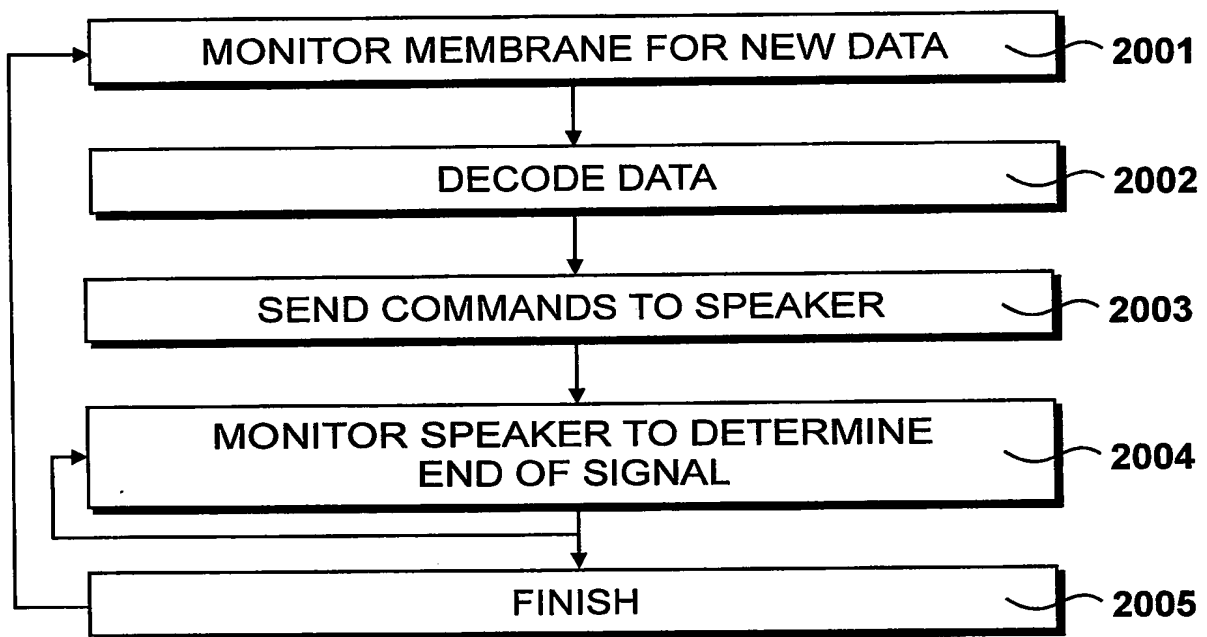 MONITOR MEMBRANE FOR NEW DATA 2001
DECODE DATA 2002
SEND COMMANDS TO SPEAKER 2003
MONITOR SPEAKER TO DETERMINE
END OF SIGNAL 2004
FINISH 2005